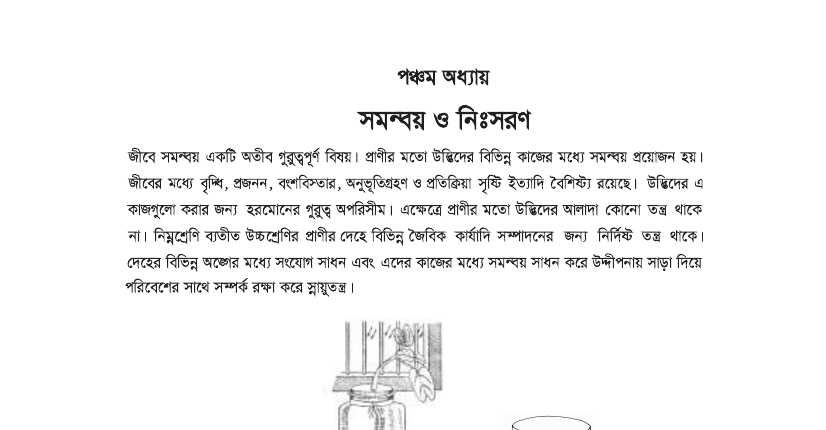 পঞ্চম অধ্যায়
সমন্বয় ও নিঃসরণ
জীবে সমন্বয় একটি অতীব গুরুত্বপূর্ণ বিষয়। প্রাণীর মতো উদ্ভিদের বিভিন্ন কাজের মধ্যে সমন্বয় প্রয়োজন হয়।
জীবের মধ্যে বৃদ্ধি, প্রজনন, বংশবিস্তার, অনুভূতিগ্রহণ ও প্রতিক্রিয়া সৃষ্টি ইত্যাদি বৈশিষ্ট্য রয়েছে। উদ্ভিদের এ
কাজগুলো করার জন্য হরমোনের গুরুত্ব অপরিসীম। এক্ষেত্রে প্রাণীর মতো উদ্ভিদের আলাদা কোনো তন্ত্র থাকে
না। নিম্নশ্রেণি ব্যতীত উচ্চশ্রেণির প্রাণীর দেহে বিভিন্ন জৈবিক কার্যাদি সম্পাদনের জন্য নির্দিষ্ট তন্ত্র থাকে।
দেহের বিভিন্ন অঙ্গের মধ্যে সংযোগ সাধন এবং এদের কাজের মধ্যে সমন্বয় সাধন করে উদ্দীপনায় সাড়া দিয়ে
পরিবেশের সাথে সম্পর্ক রক্ষা করে স্নায়ুতন্ত্র।